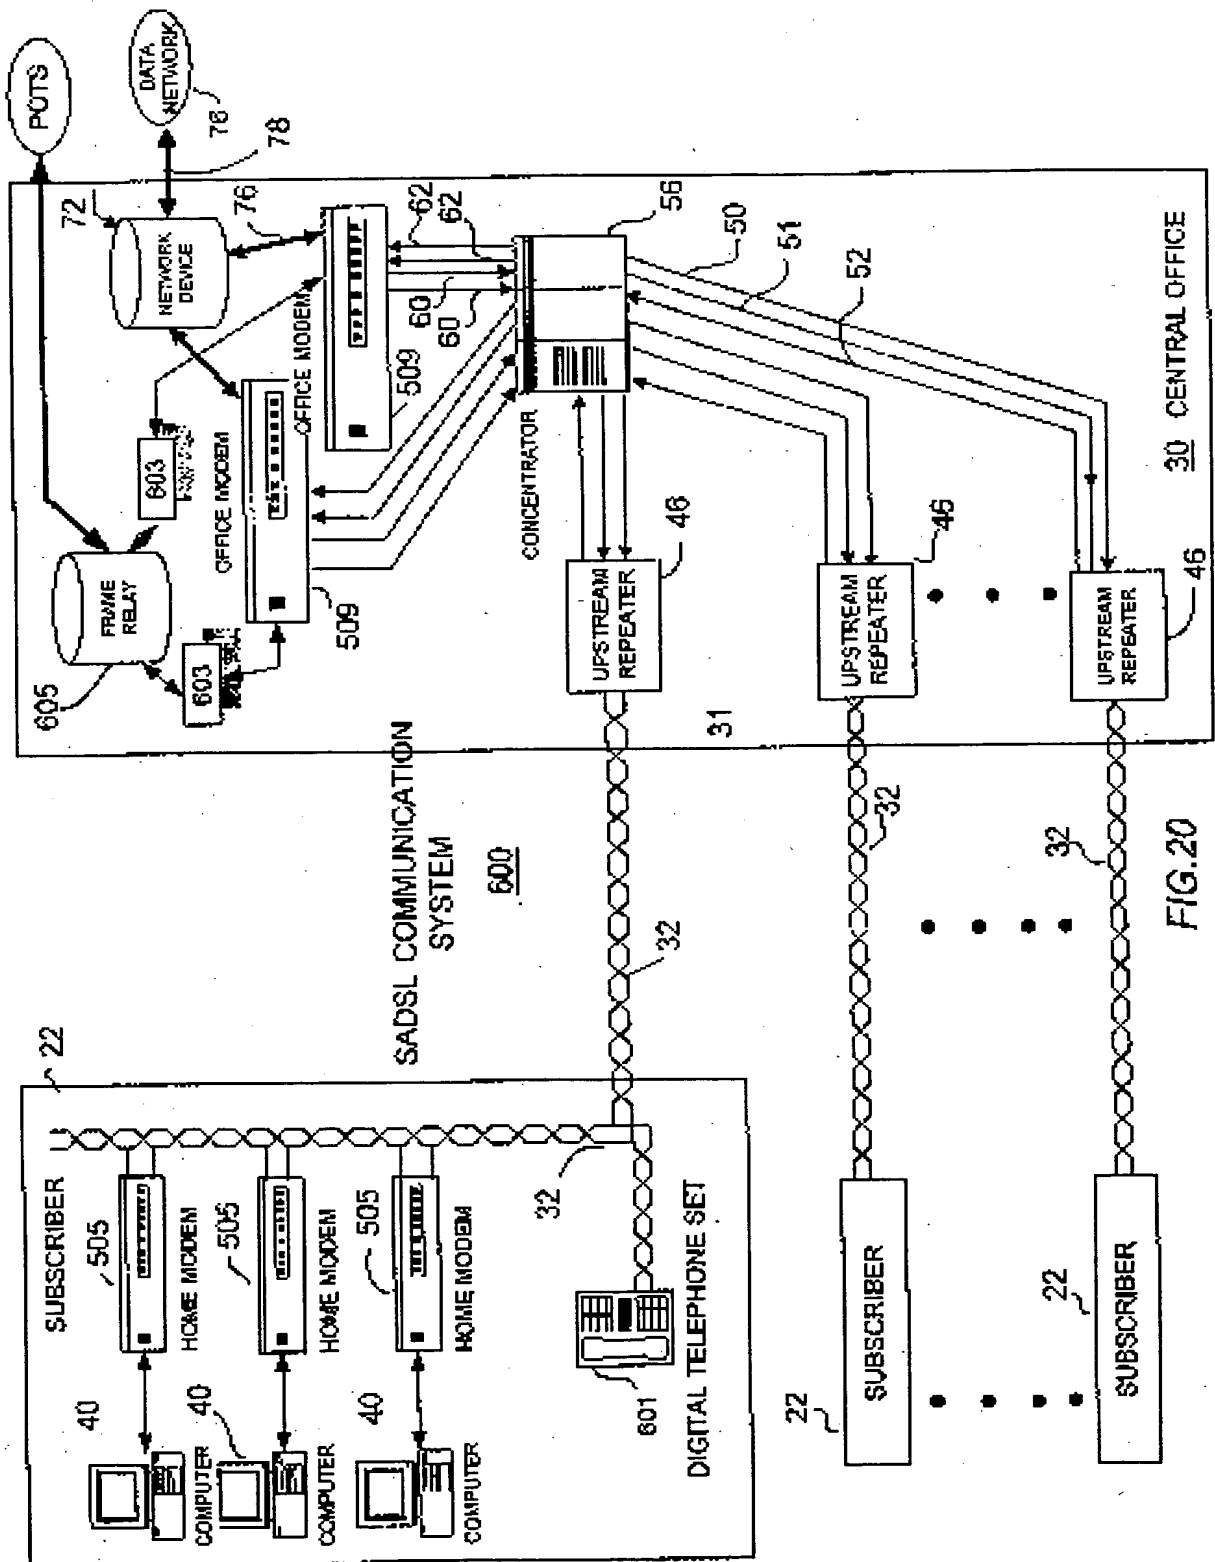 SUBSCRIBER
22
40
COMPUTER
505
HOME MODEM
40
COMPUTER
505
HOME MODEM
40
COMPUTER
505
HOME MODEM
32
601
DIGITAL TELEPHONE SET
SADSL COMMUNICATION
SYSTEM
600
32
31
605
FRAME
RELAY
603
603
OFFICE MODEM
509
72
NETWORK
DEVICE
76
OFFICE MODEM
509
POTS
DATA
NETWORK
76
78
62
62
60
60
CONCENTRATOR
56
50
51
52
UPSTREAM
REPEATER
46
UPSTREAM
REPEATER
46
UPSTREAM
REPEATER
46
30 CENTRAL OFFICE
22
SUBSCRIBER
32
22
SUBSCRIBER
32
FIG.20